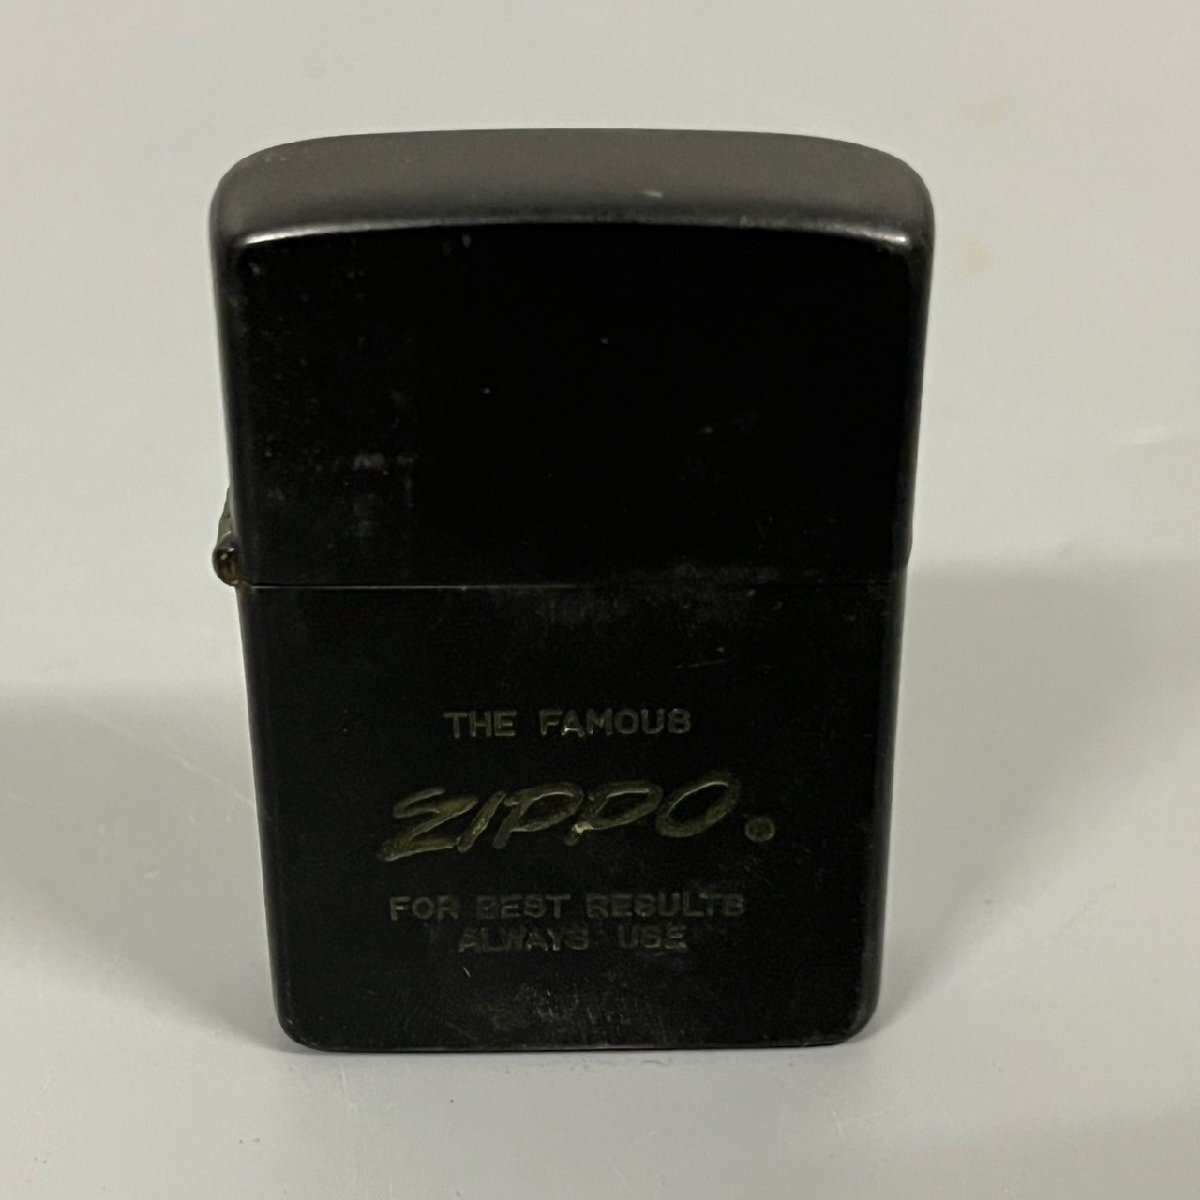 THE FAMOUS
ZIPPO®
FOR BEST RESULTS
ALWAYS USE